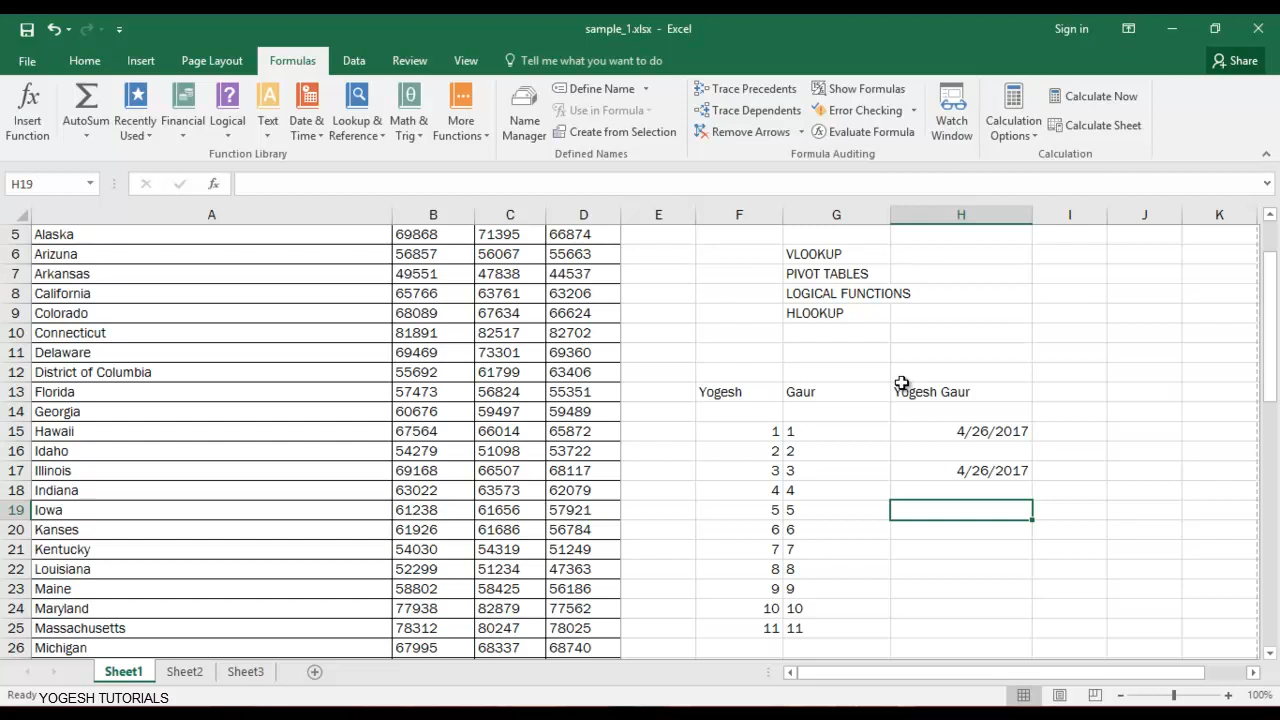 sample_1.xlsx - Excel
Sign in
File Home Insert Page Layout Formulas Data Review View Tell me what you want to do Share
Insert Function
AutoSum
Recently Used
Financial
Logical
Text
Date & Time
Lookup & Reference
Math & Trig
More Functions
Function Library
Name Manager
Define Name
Use in Formula
Create from Selection
Defined Names
Trace Precedents
Trace Dependents
Remove Arrows
Show Formulas
Error Checking
Evaluate Formula
Formula Auditing
Watch Window
Calculation Options
Calculate Now
Calculate Sheet
Calculation
H19 fx
A B C D E F G H I J K
5 Alaska 69868 71395 66874
6 Arizuna 56857 56067 55663 VLOOKUP
7 Arkansas 49551 47838 44537 PIVOT TABLES
8 California 65766 63761 63206 LOGICAL FUNCTIONS
9 Colorado 68089 67634 66624 HLOOKUP
10 Connecticut 81891 82517 82702
11 Delaware 69469 73301 69360
12 District of Columbia 55692 61799 63406
13 Florida 57473 56824 55351 Yogesh Gaur Yogesh Gaur
14 Georgia 60676 59497 59489
15 Hawaii 67564 66014 65872 1 1 4/26/2017
16 Idaho 54279 51098 53722 2 2
17 Illinois 69168 66507 68117 3 3 4/26/2017
18 Indiana 63022 63573 62079 4 4
19 Iowa 61238 61656 57921 5 5
20 Kanses 61926 61686 56784 6 6
21 Kentucky 54030 54319 51249 7 7
22 Louisiana 52299 51234 47363 8 8
23 Maine 58802 58425 56186 9 9
24 Maryland 77938 82879 77562 10 10
25 Massachusetts 78312 80247 78025 11 11
26 Michigan 67995 68337 68740
Sheet1 Sheet2 Sheet3
Ready YOGESH TUTORIALS 100%